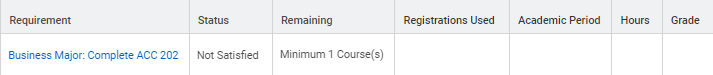 Requirement Status Remaining Registrations Used Academic Period Hours Grade
Business Major: Complete ACC 202 Not Satisfied Minimum 1 Course(s)